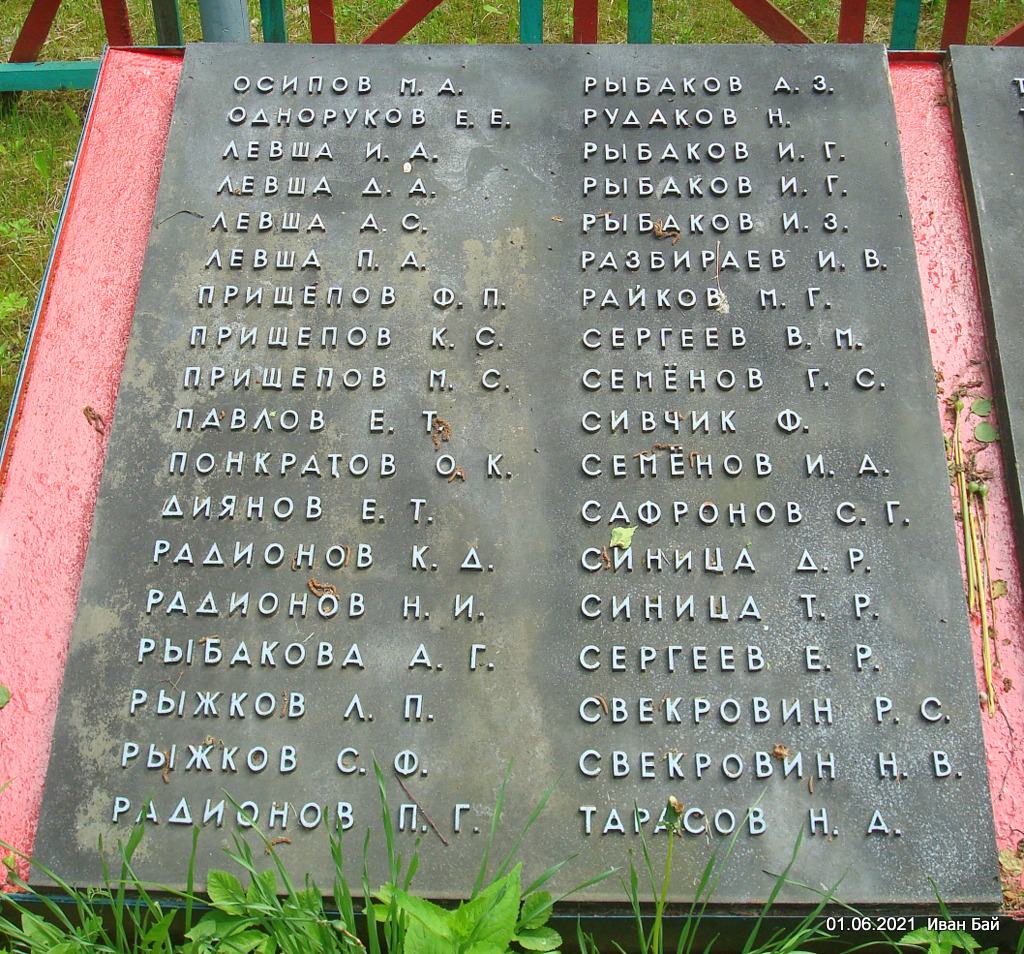 ОСИПОВ М. А.
ОДНОРУКОВ Е. Е.
ЛЕВША И. А.
ЛЕВША Д. А.
ЛЕВША А. С.
ЛЕВША П. А.
ПРИЩЕПОВ Ф. П.
ПРИЩЕПОВ К. С.
ПРИЩЕПОВ М. С.
ПАВЛОВ Е. Т.
ПОНКРАТОВ О. К.
ДИЯНОВ Е. Т.
РАДИОНОВ К. Д.
РАДИОНОВ Н. И.
РЫБАКОВА А. Г.
РЫЖКОВ Л. П.
РЫЖКОВ С. Ф.
РАДИОНОВ П. Г.
РЫБАКОВ А. З.
РУДАКОВ Н.
РЫБАКОВ И. Г.
РЫБАКОВ И. Г.
РЫБАКОВ И. З.
РАЗБИРАЕВ И. В.
РАЙКОВ М. Г.
СЕРГЕЕВ В. М.
СЕМЁНОВ Г. С.
СИВЧИК Ф.
СЕМЁНОВ И. А.
САФРОНОВ С. Г.
СИНИЦА Д. Р.
СИНИЦА Т. Р.
СЕРГЕЕВ Е. Р.
СВЕКРОВИН Р. С.
СВЕКРОВИН Н. В.
ТАРАСОВ Н. А.
01.06.2021 Иван Бай